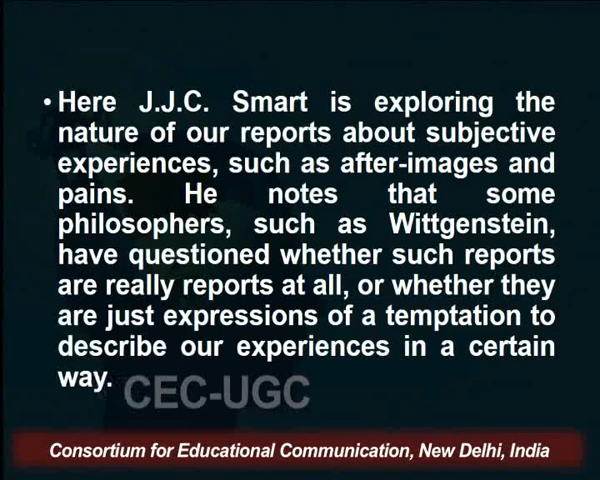 • Here J.J.C. Smart is exploring the
nature of our reports about subjective
experiences, such as after-images and
pains. He notes that some
philosophers, such as Wittgenstein,
have questioned whether such reports
are really reports at all, or whether they
are just expressions of a temptation to
describe our experiences in a certain
way.
CEC-UGC
Consortium for Educational Communication, New Delhi, India